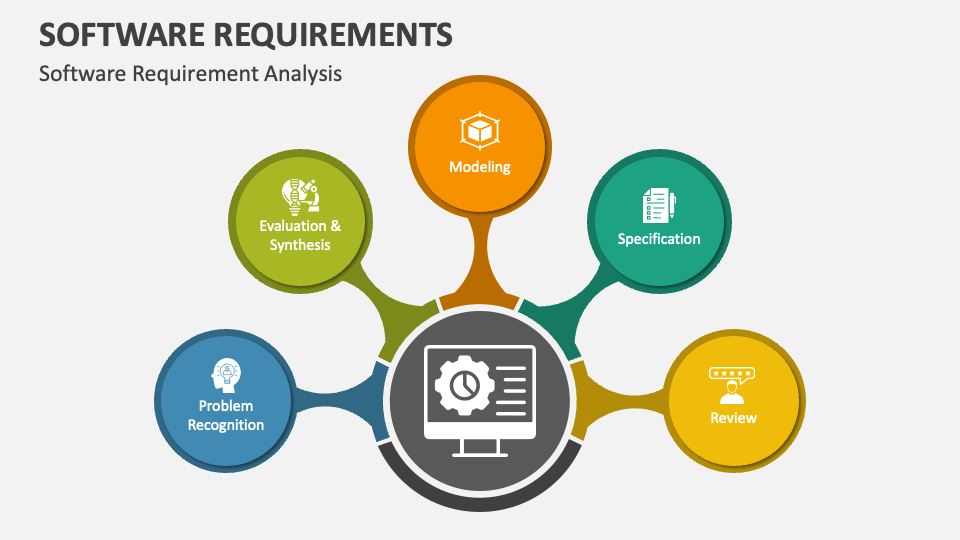 SOFTWARE REQUIREMENTS
Software Requirement Analysis
Problem
Recognition
Evaluation &
Synthesis
Modeling
Specification
Review